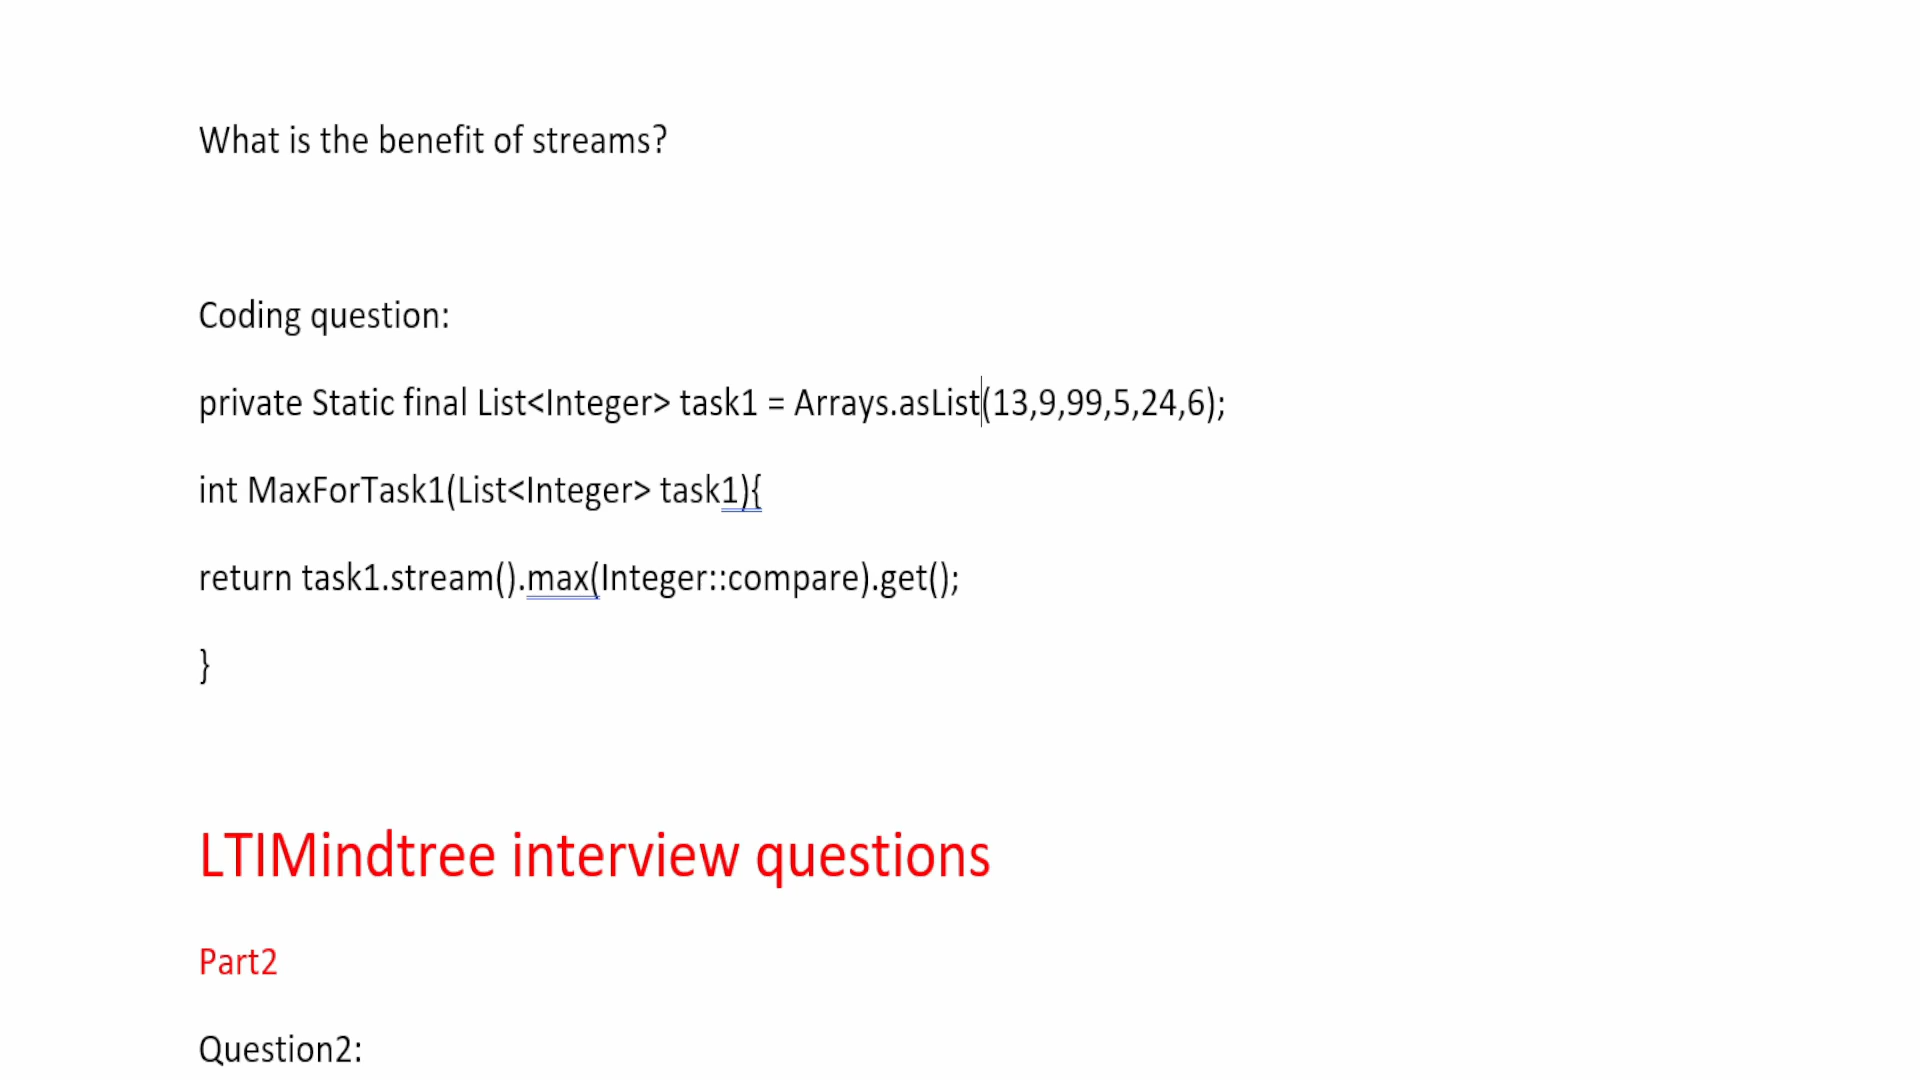 What is the benefit of streams?
Coding question:
private Static final List<Integer> task1 = Arrays.asList(13,9,99,5,24,6);
int MaxForTask1(List<Integer> task1){
return task1.stream().max(Integer::compare).get();
}
LTIMindtree interview questions
Part2
Question2: